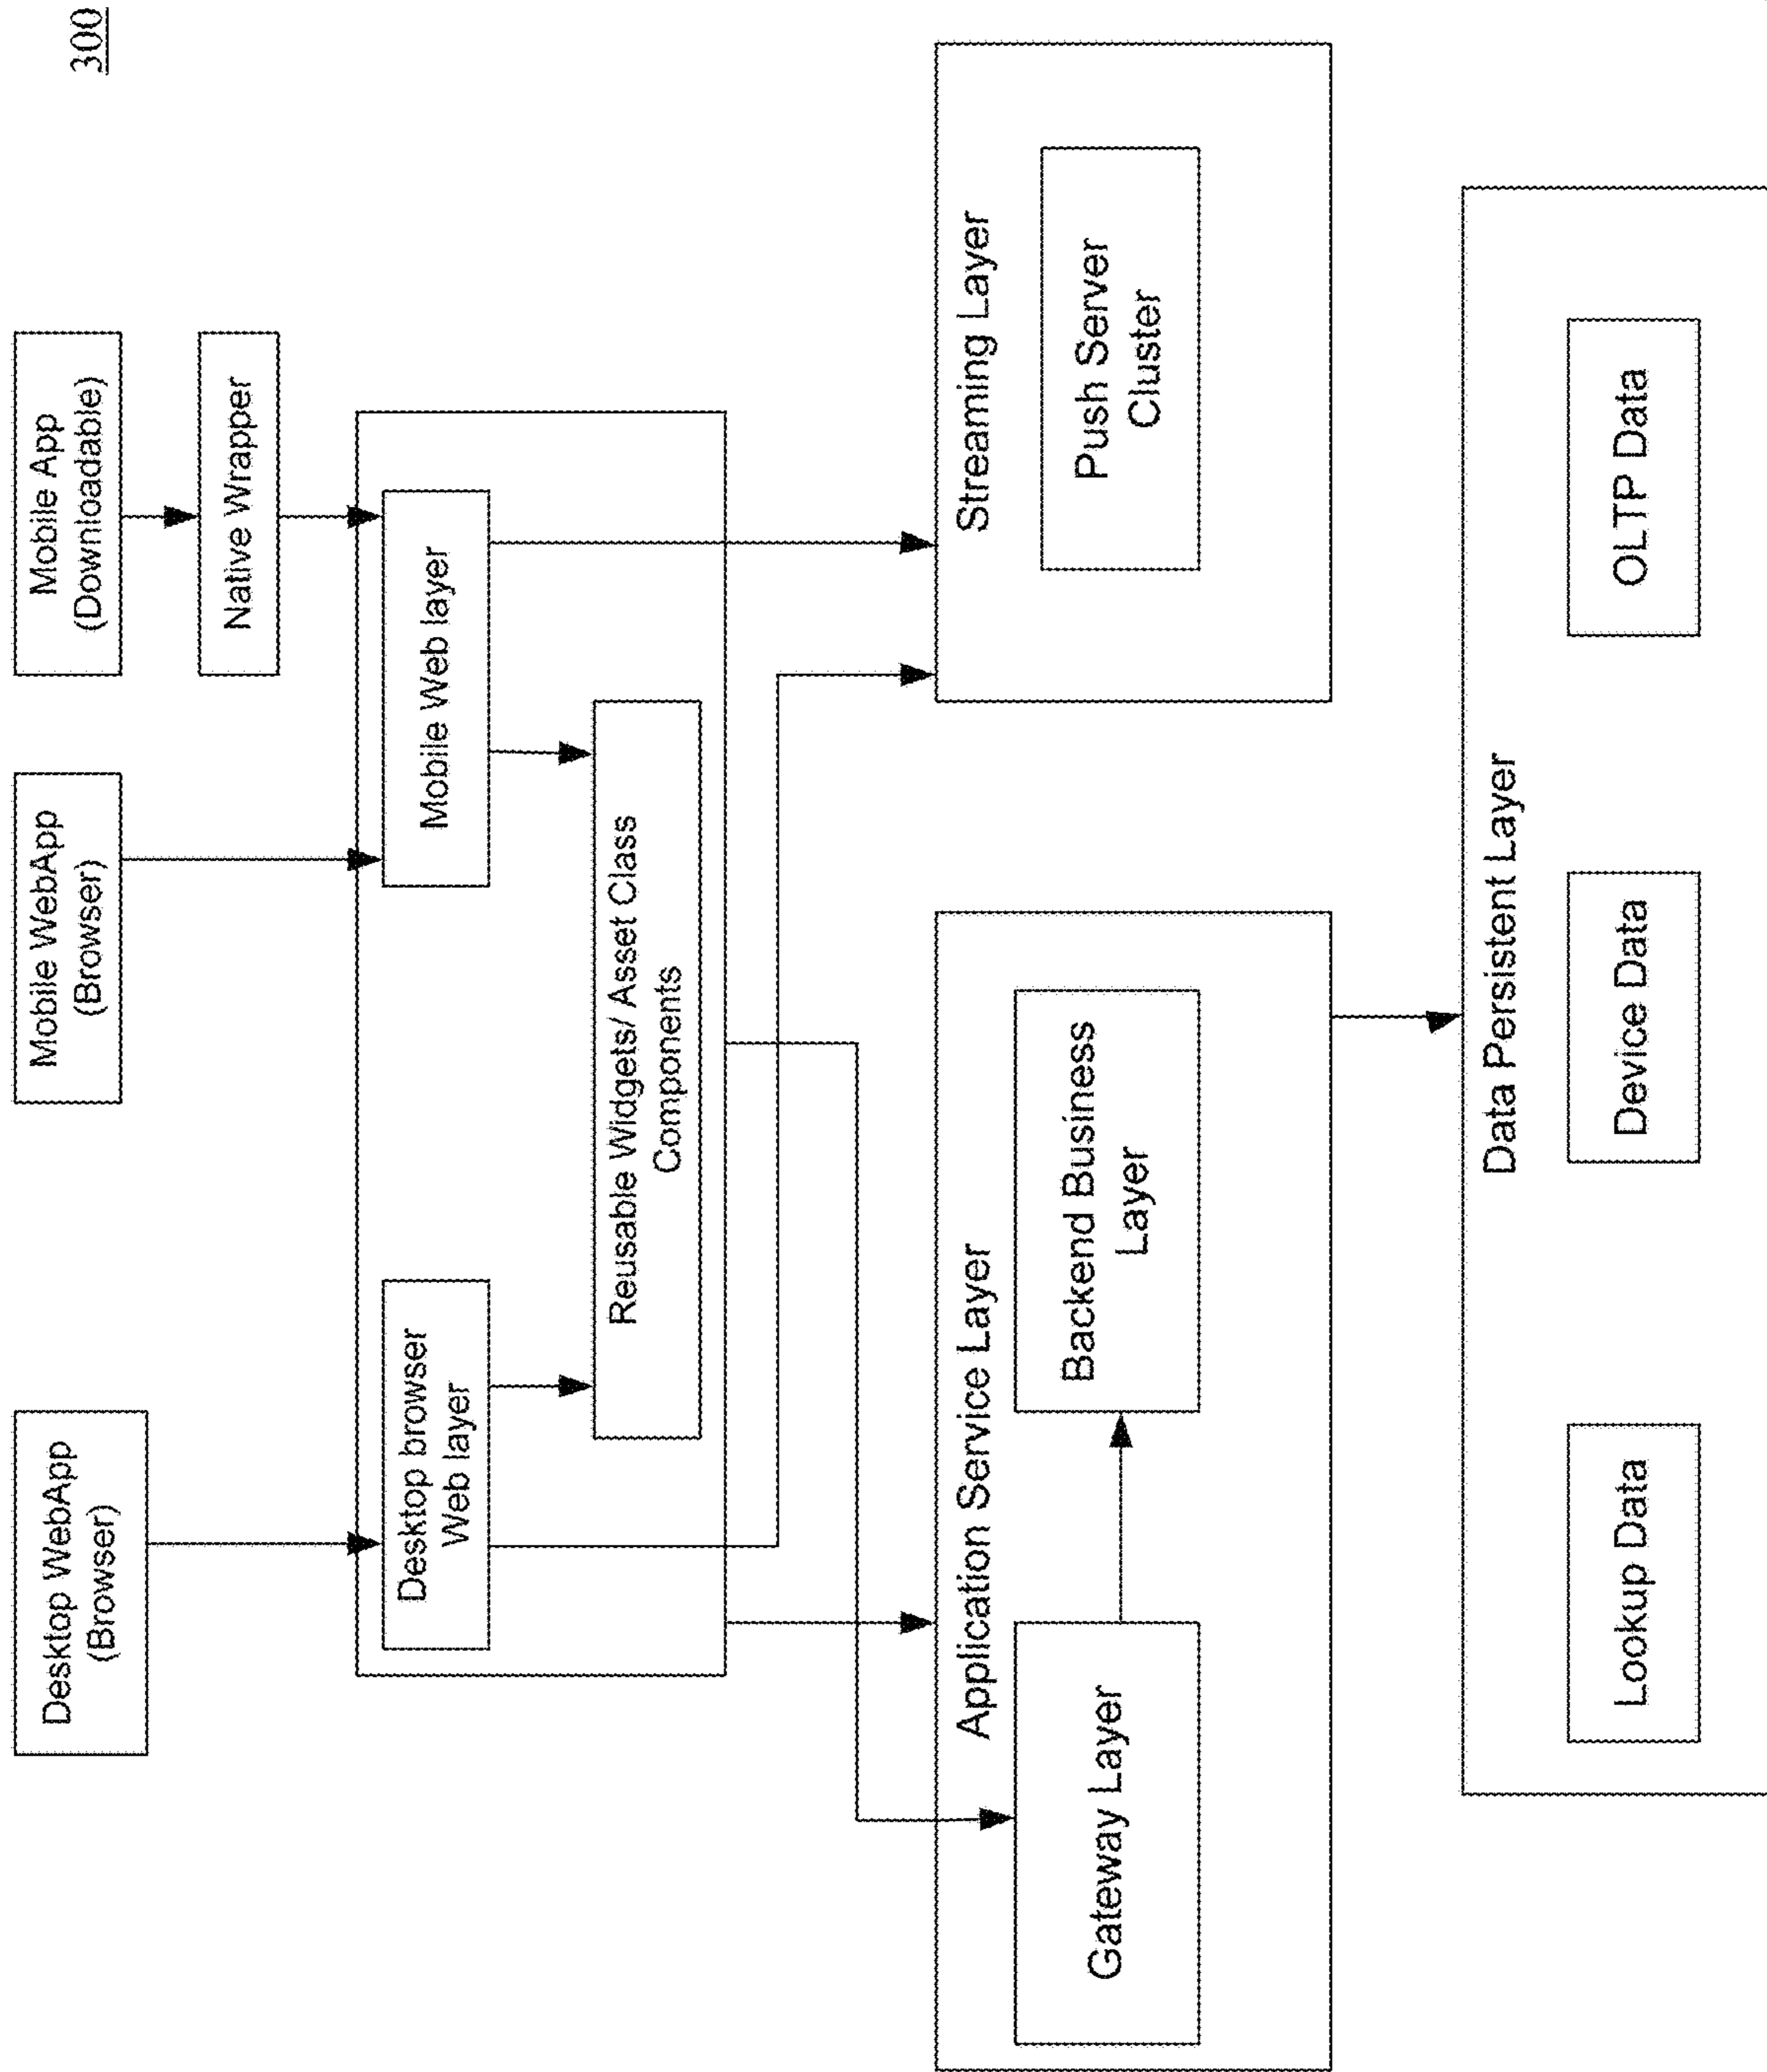 300
Desktop WebApp
(Browser)
Mobile WebApp
(Browser)
Mobile App
(Downloadable)
Native Wrapper
Desktop browser
Web layer
Mobile Web layer
Reusable Widgets/ Asset Class
Components
Application Service Layer
Gateway Layer
Backend Business
Layer
Streaming Layer
Push Server
Cluster
Data Persistent Layer
Lookup Data
Device Data
OLTP Data